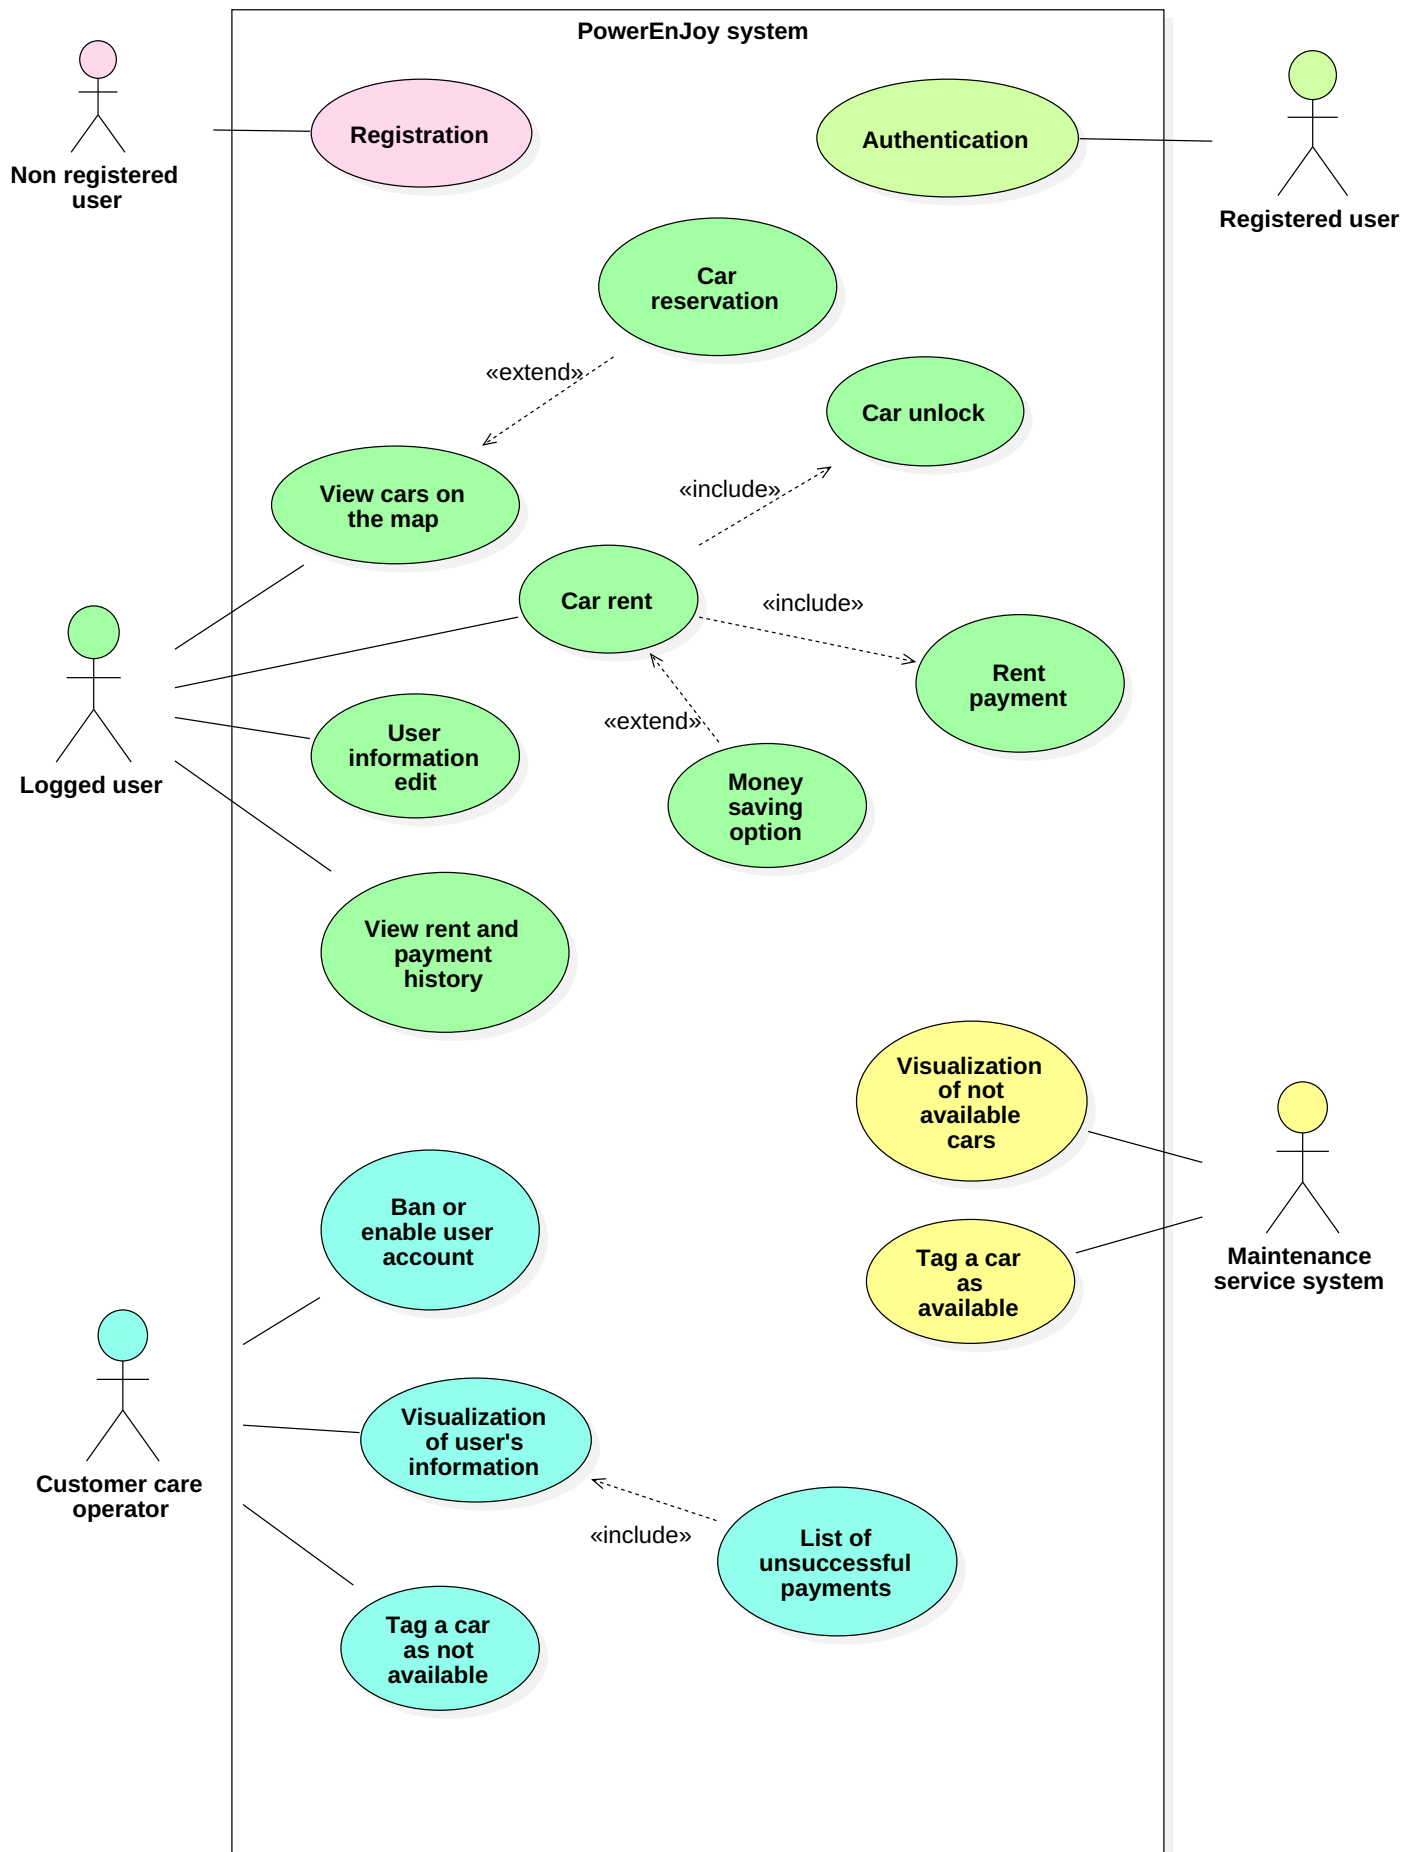 PowerEnJoy system
Non registered
user
Registration
Authentication
Registered user
Car
reservation
«extend»
Car unlock
View cars on
the map
«include»
Car rent
«include»
Rent
payment
Logged user
User
information
edit
«extend»
Money
saving
option
View rent and
payment
history
Visualization
of not
available
cars
Ban or
enable user
account
Tag a car
as
available
Maintenance
service system
Customer care
operator
Visualization
of user's
information
«include»
List of
unsuccessful
payments
Tag a car
as not
available